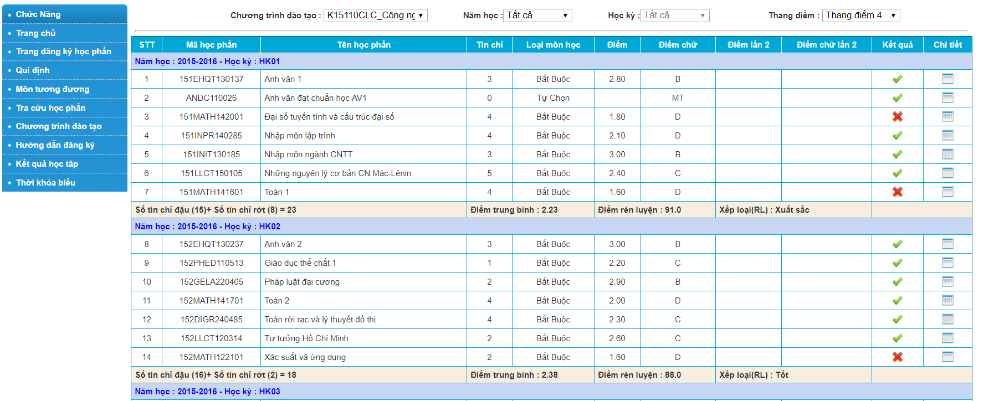 Chức Năng
Trang chủ
Trang đăng ký học phần
Qui định
Môn tương đương
Tra cứu học phần
Chương trình đào tạo
Hướng dẫn đăng ký
Kết quả học tập
Thời khóa biểu
Chương trình đào tạo : K15110CLC_Công ng Năm học : Tất cả Học kỳ : Tất cả Thang điểm : Thang điểm 4
STT Mã học phần Tên học phần Tín chỉ Loại môn học Điểm Điểm chữ Điểm lần 2 Điểm chữ lần 2 Kết quả Chi tiết
Năm học : 2015-2016 - Học kỳ : HK01
1 151EHQT130137 Anh văn 1 3 Bắt Buộc 2.80 B
2 ANDC110026 Anh văn đạt chuẩn học AV1 0 Tự Chọn MT
3 151MATH142001 Đại số tuyến tính và cấu trúc đại số 4 Bắt Buộc 1.80 D
4 151INPR140285 Nhập môn lập trình 4 Bắt Buộc 2.10 D
5 151INIT130185 Nhập môn ngành CNTT 3 Bắt Buộc 3.00 B
6 151LLCT150105 Những nguyên lý cơ bản CN Mác-Lênin 5 Bắt Buộc 2.40 C
7 151MATH141601 Toán 1 4 Bắt Buộc 1.60 D
Số tín chỉ đậu (15)+ Số tín chỉ rớt (8) = 23 Điểm trung bình : 2.23 Điểm rèn luyện : 91.0 Xếp loại(RL) : Xuất sắc
Năm học : 2015-2016 - Học kỳ : HK02
8 152EHQT130237 Anh văn 2 3 Bắt Buộc 3.00 B
9 152PHED110513 Giáo dục thể chất 1 1 Bắt Buộc 2.20 C
10 152GELA220405 Pháp luật đại cương 2 Bắt Buộc 2.90 B
11 152MATH141701 Toán 2 4 Bắt Buộc 2.00 D
12 152DIGR240485 Toán rời rạc và lý thuyết đồ thị 4 Bắt Buộc 2.30 C
13 152LLCT120314 Tư tưởng Hồ Chí Minh 2 Bắt Buộc 2.60 C
14 152MATH122101 Xác suất và ứng dụng 2 Bắt Buộc 1.60 D
Số tín chỉ đậu (16)+ Số tín chỉ rớt (2) = 18 Điểm trung bình : 2.38 Điểm rèn luyện : 88.0 Xếp loại(RL) : Tốt
Năm học : 2015-2016 - Học kỳ : HK03